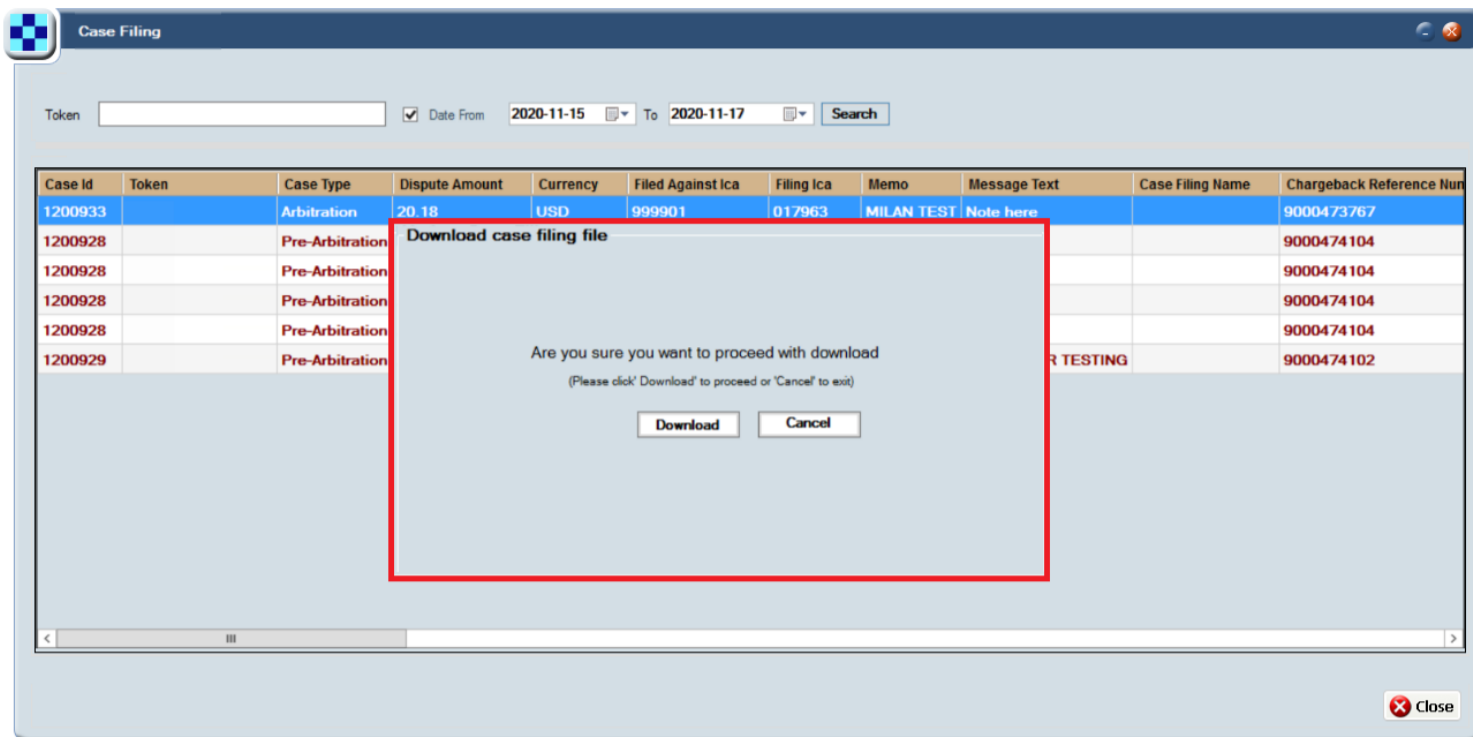 Case Filing
Token Date From 2020-11-15 To 2020-11-17 Search
Case Id Token Case Type Dispute Amount Currency Filed Against Ica Filing Ica Memo Message Text Case Filing Name Chargeback Reference Nun
1200933 Arbitration 20.18 USD 999901 017963 MILAN TEST Note here 9000473767
1200928 Pre-Arbitration 9000474104
1200928 Pre-Arbitration 9000474104
1200928 Pre-Arbitration 9000474104
1200928 Pre-Arbitration 9000474104
1200929 Pre-Arbitration R TESTING 9000474102
Download case filing file
Are you sure you want to proceed with download
(Please click' Download' to proceed or 'Cancel' to exit)
Download Cancel
Close